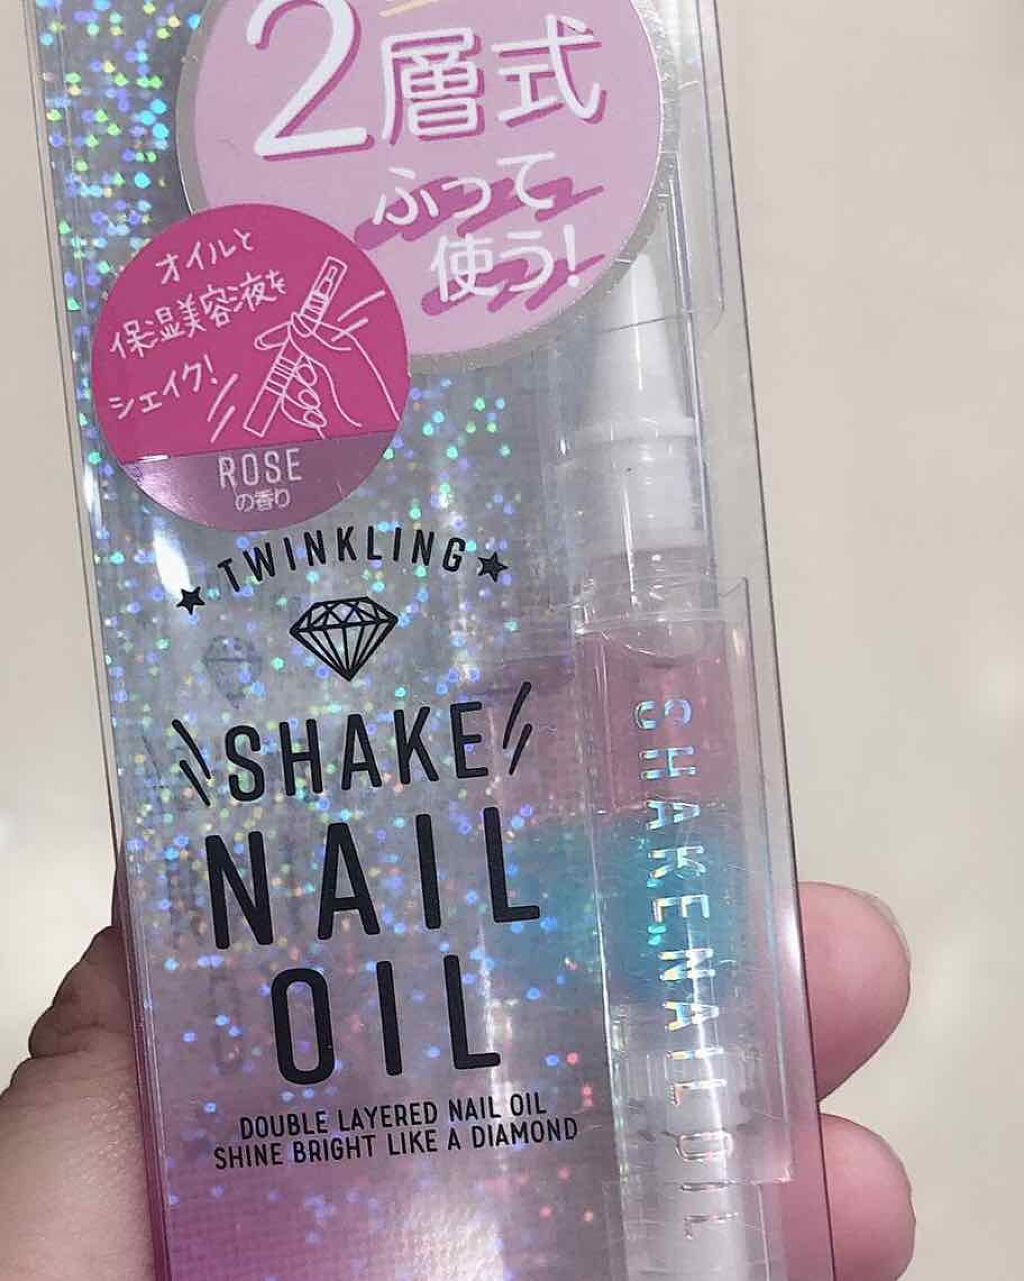 2層式
ふって
使う!
オイルと
保湿美容液を
シェイク!
ROSE
の香り
TWINKLING
SHAKE
NAIL
OIL
DOUBLE LAYERED NAIL OIL
SHINE BRIGHT LIKE A DIAMOND
SHAKE NAIL OIL